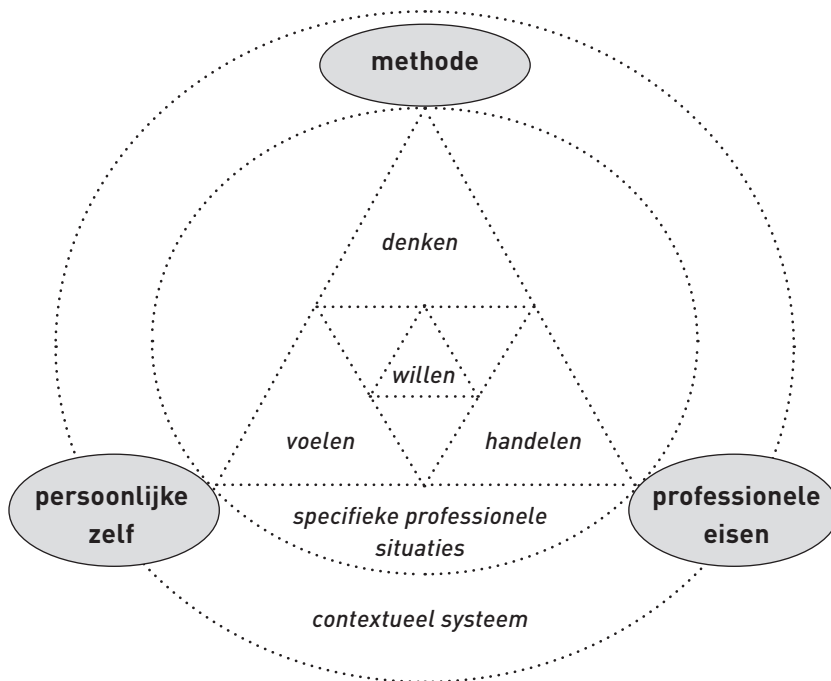 methode
denken
willen
voelen
handelen
persoonlijke
zelf
professionele
eisen
specifieke professionele
situaties
contextueel systeem